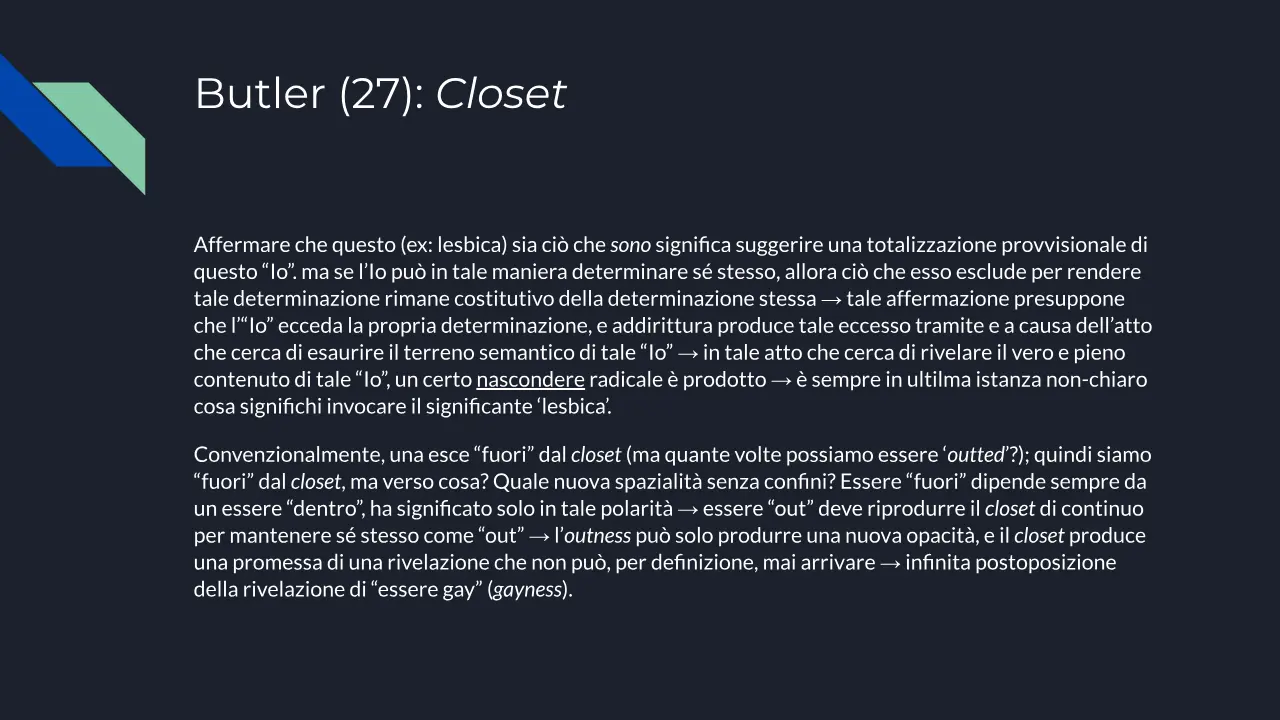 Butler (27): Closet
Affermare che questo (ex: lesbica) sia ciò che sono significa suggerire una totalizzazione provvisionale di
questo “Io”. ma se l’Io può in tale maniera determinare sé stesso, allora ciò che esso esclude per rendere
tale determinazione rimane costitutivo della determinazione stessa → tale affermazione presuppone
che l’“Io” ecceda la propria determinazione, e addirittura produce tale eccesso tramite e a causa dell’atto
che cerca di esaurire il terreno semantico di tale “Io” → in tale atto che cerca di rivelare il vero e pieno
contenuto di tale “Io”, un certo nascondere radicale è prodotto → è sempre in ultilma istanza non-chiaro
cosa significhi invocare il significante ‘lesbica’.
Convenzionalmente, una esce “fuori” dal closet (ma quante volte possiamo essere ‘outted’?); quindi siamo
“fuori” dal closet, ma verso cosa? Quale nuova spazialità senza confini? Essere “fuori” dipende sempre da
un essere “dentro”, ha significato solo in tale polarità → essere “out” deve riprodurre il closet di continuo
per mantenere sé stesso come “out” → l’outness può solo produrre una nuova opacità, e il closet produce
una promessa di una rivelazione che non può, per definizione, mai arrivare → infinita postoposizione
della rivelazione di “essere gay” (gayness).